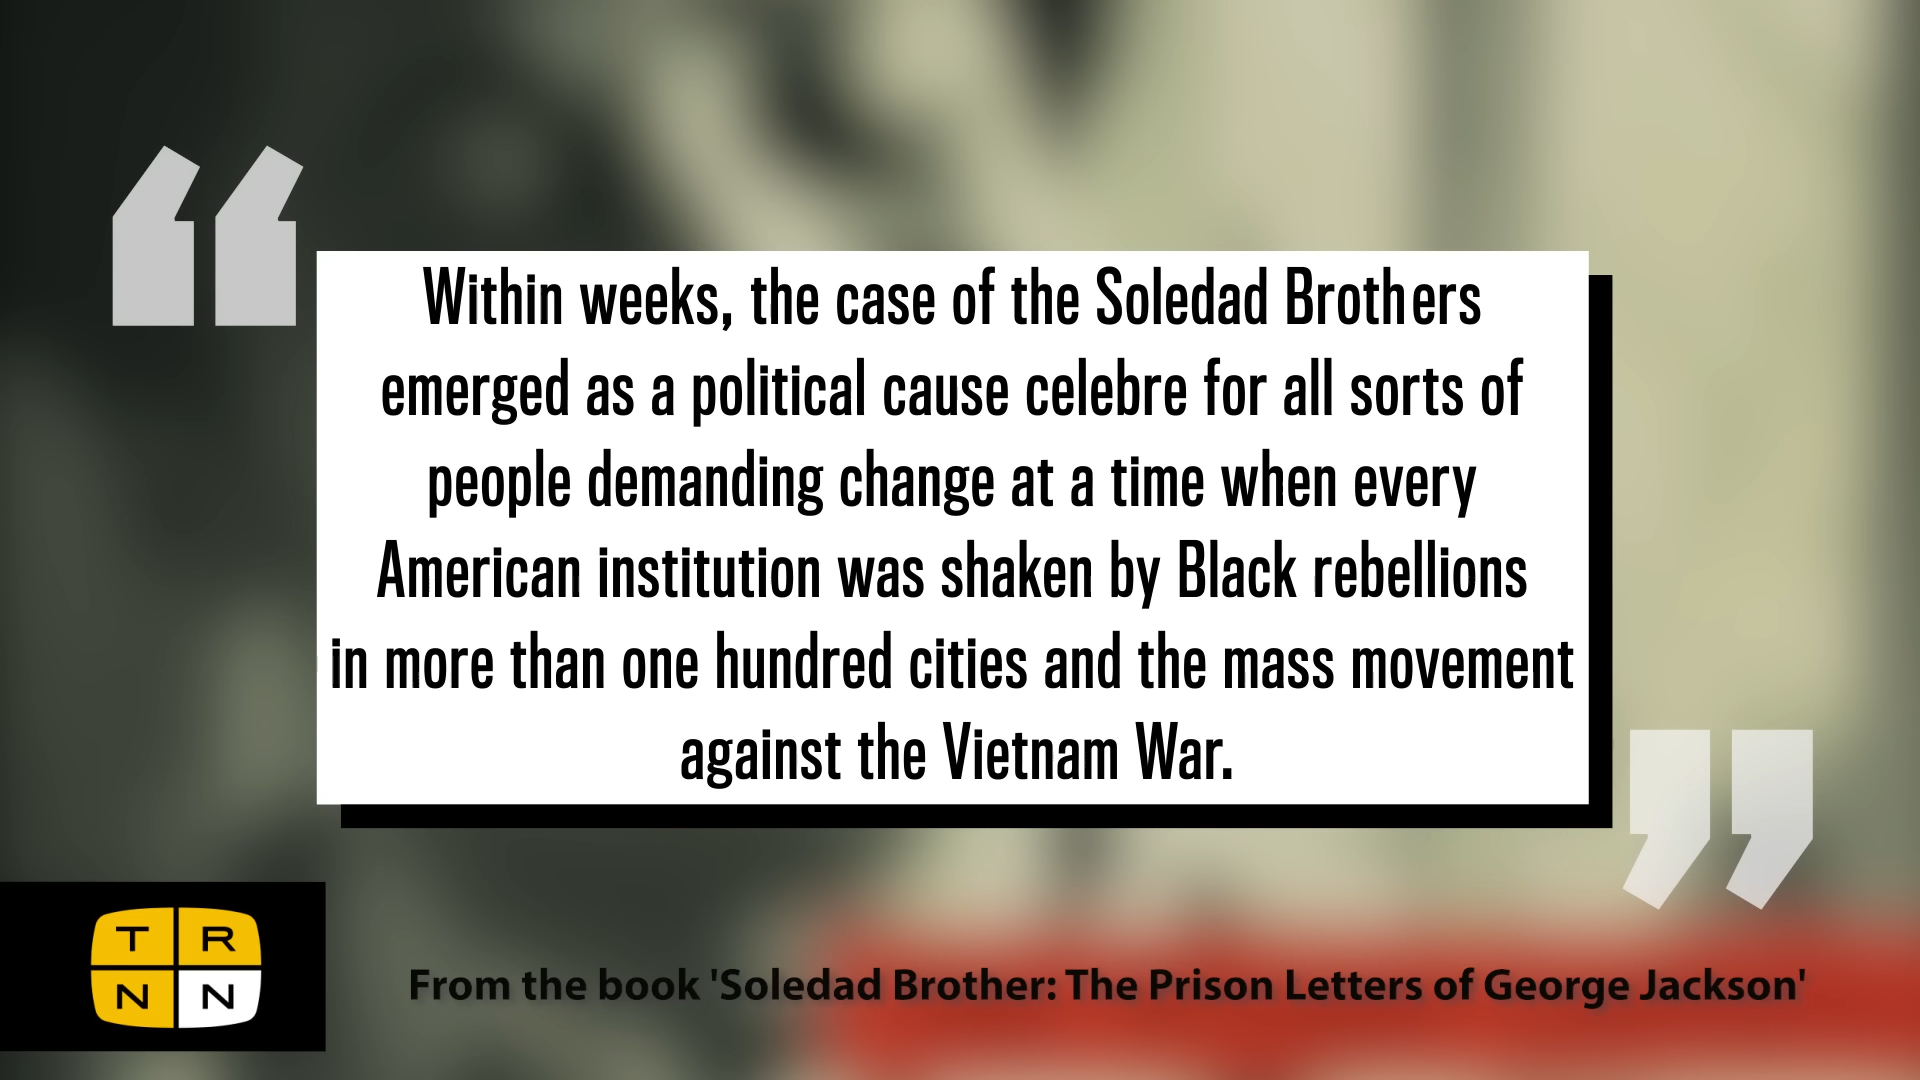 Within weeks, the case of the Soledad Brothers
emerged as a political cause celebre for all sorts of
people demanding change at a time when every
American institution was shaken by Black rebellions
in more than one hundred cities and the mass movement
against the Vietnam War.
T R
N N
From the book 'Soledad Brother: The Prison Letters of George Jackson'